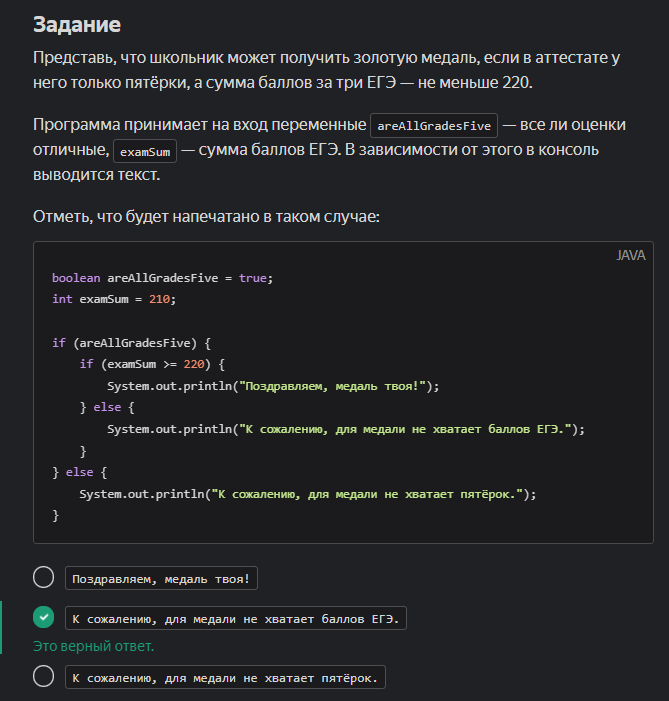 Задание
Представь, что школьник может получить золотую медаль, если в аттестате у
него только пятёрки, а сумма баллов за три ЕГЭ — не меньше 220.
Программа принимает на вход переменные areAllGradesFive — все ли оценки
отличные, examSum — сумма баллов ЕГЭ. В зависимости от этого в консоль
выводится текст.
Отметь, что будет напечатано в таком случае:
JAVA
boolean areAllGradesFive = true;
int examSum = 210;
if (areAllGradesFive) {
    if (examSum >= 220) {
        System.out.println("Поздравляем, медаль твоя!");
    } else {
        System.out.println("К сожалению, для медали не хватает баллов ЕГЭ.");
    }
} else {
    System.out.println("К сожалению, для медали не хватает пятёрок.");
}
Поздравляем, медаль твоя!
К сожалению, для медали не хватает баллов ЕГЭ.
Это верный ответ.
К сожалению, для медали не хватает пятёрок.